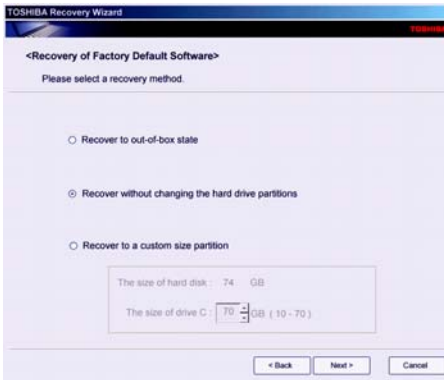 TOSHIBA Recovery Wizard
TOSHIBA
<Recovery of Factory Default Software>
Please select a recovery method.
Recover to out-of-box state
Recover without changing the hard drive partitions
Recover to a custom size partition
The size of hard disk : 74 GB
The size of drive C : 70 GB ( 10 - 70 )
< Back Next > Cancel